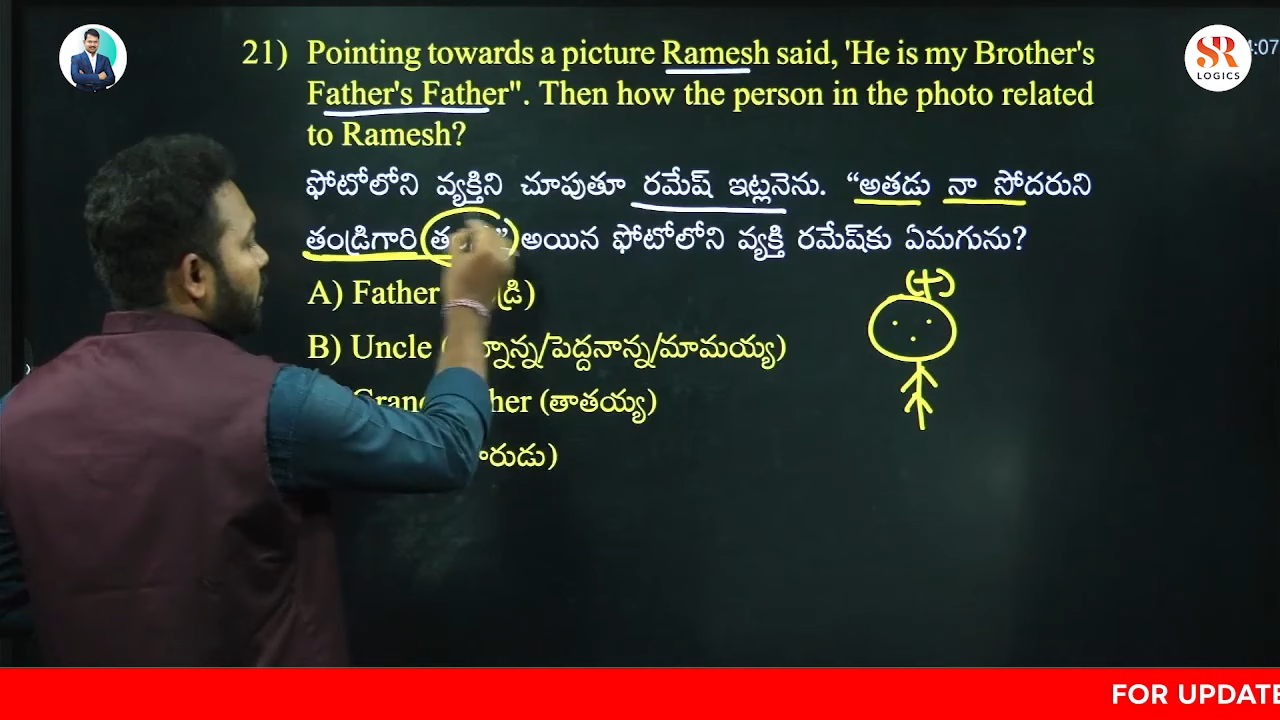 SR
LOGICS
4:07
21) Pointing towards a picture Ramesh said, 'He is my Brother's
Father's Father". Then how the person in the photo related
to Ramesh?
ఫోటోలోని వ్యక్తిని చూపుతూ రమేష్ ఇట్లనెను. “అతడు నా సోదరుని
తండ్రిగారి ” అయిన ఫోటోలోని వ్యక్తి రమేష్‌కు ఏమగును?
A) Father
B) Uncle /పెద్దనాన్న/మామయ్య)
(తాతయ్య)
FOR UPDATE